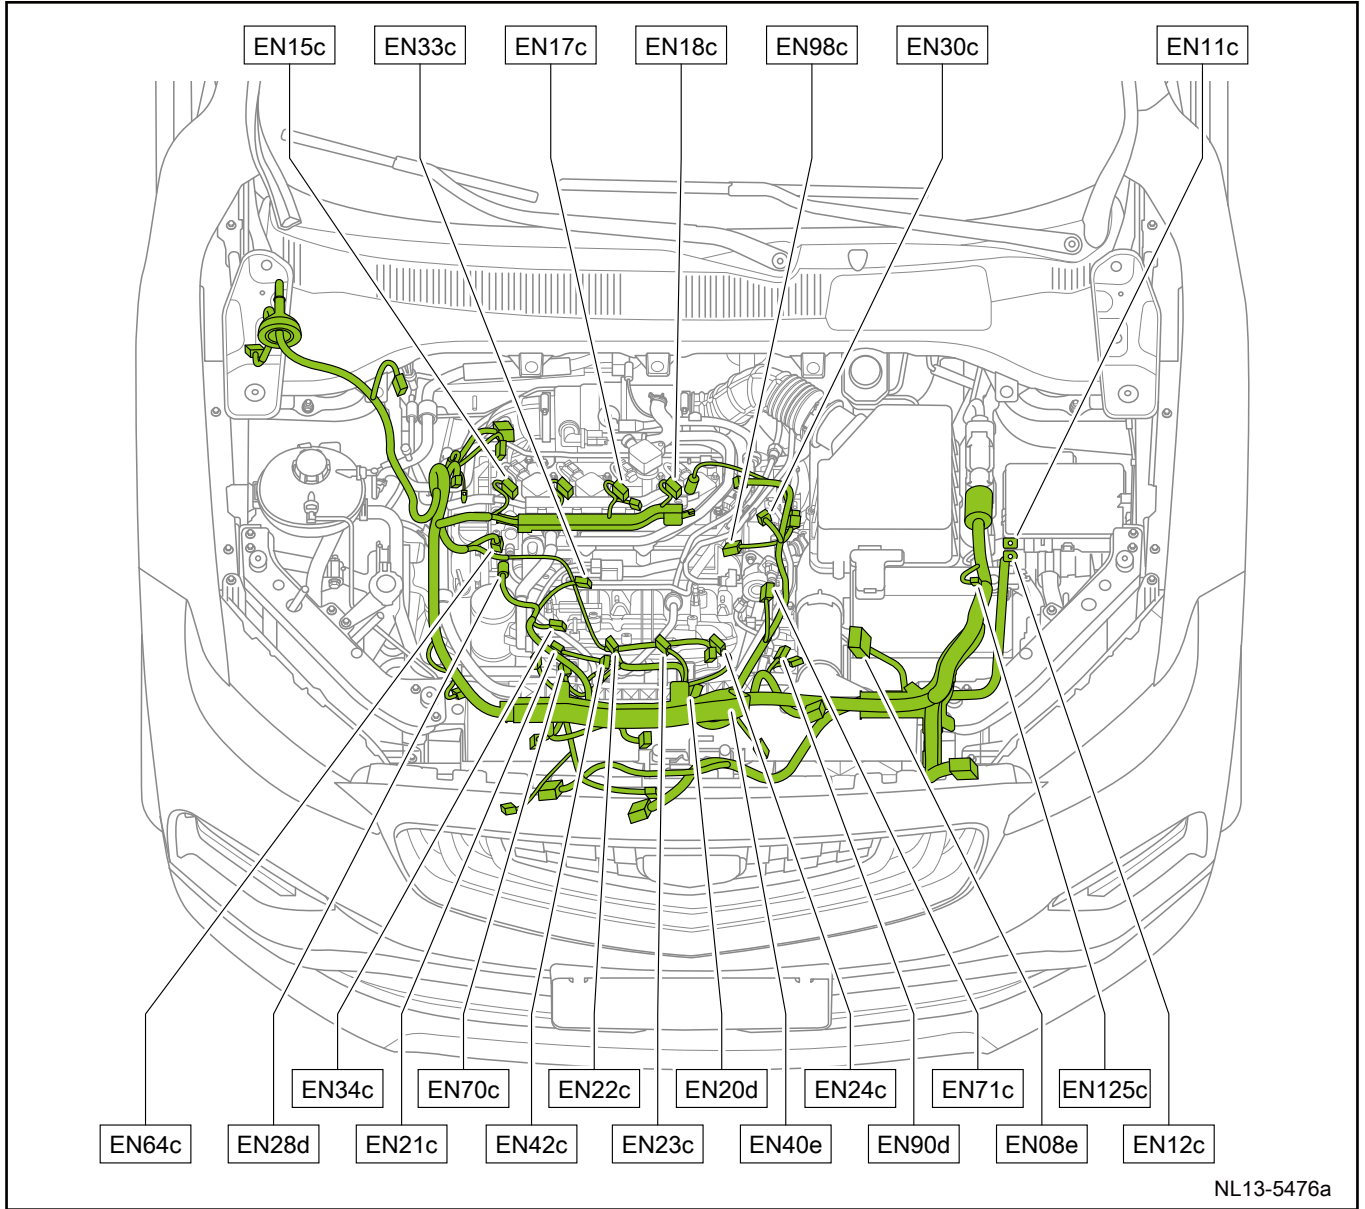 EN15c EN33c EN17c EN18c EN98c EN30c EN11c
EN34c EN70c EN22c EN20d EN24c EN71c EN125c
EN64c EN28d EN21c EN42c EN23c EN40e EN90d EN08e EN12c
NL13-5476a